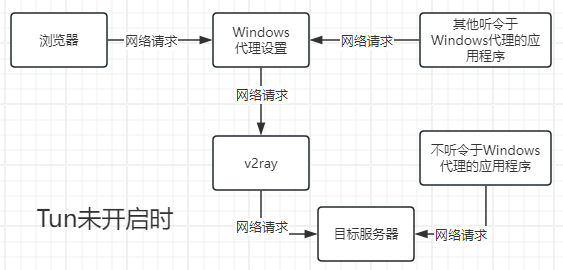 浏览器
网络请求
Windows
代理设置
网络请求
其他听令于
Windows代理的应
用程序
网络请求
v2ray
不听令于Windows
代理的应用程序
Tun未开启时
网络请求
目标服务器
网络请求